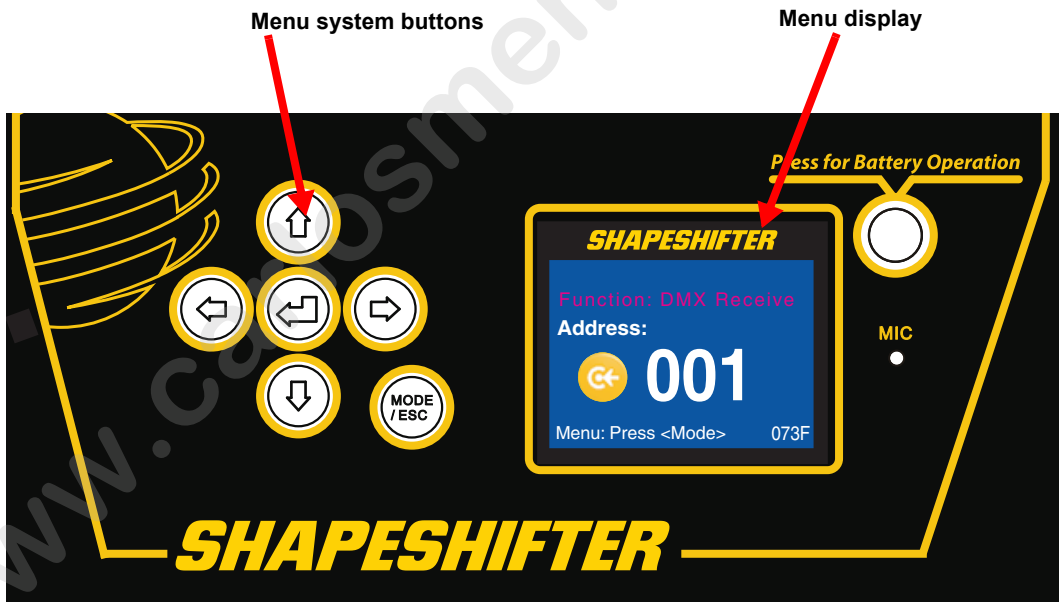 Menu system buttons
Menu display
Press for Battery Operation
SHAPESHIFTER
Function: DMX Receive
Address:
001
Menu: Press <Mode> 073F
MIC
MODE
/ESC
SHAPESHIFTER